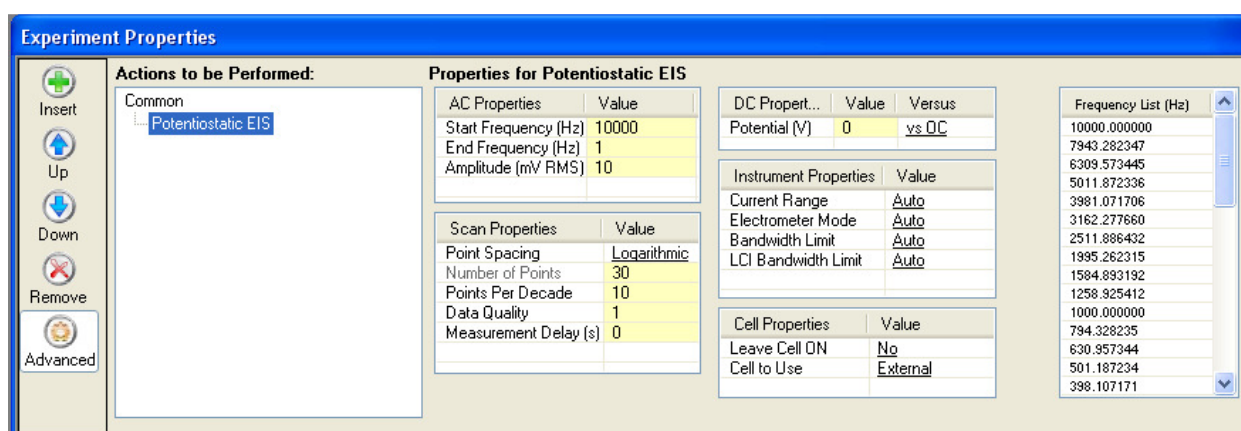 Experiment Properties
Insert
Up
Down
Remove
Advanced
Actions to be Performed:
Common
Potentiostatic EIS
Properties for Potentiostatic EIS
AC Properties Value
Start Frequency (Hz) 10000
End Frequency (Hz) 1
Amplitude (mV RMS) 10
Scan Properties Value
Point Spacing Logarithmic
Number of Points 30
Points Per Decade 10
Data Quality 1
Measurement Delay (s) 0
DC Propert... Value Versus
Potential (V) 0 vs OC
Instrument Properties Value
Current Range Auto
Electrometer Mode Auto
Bandwidth Limit Auto
LCI Bandwidth Limit Auto
Cell Properties Value
Leave Cell ON No
Cell to Use External
Frequency List (Hz)
10000.000000
7943.282347
6309.573445
5011.872336
3981.071706
3162.277660
2511.886432
1995.262315
1584.893192
1258.925412
1000.000000
794.328235
630.957344
501.187234
398.107171